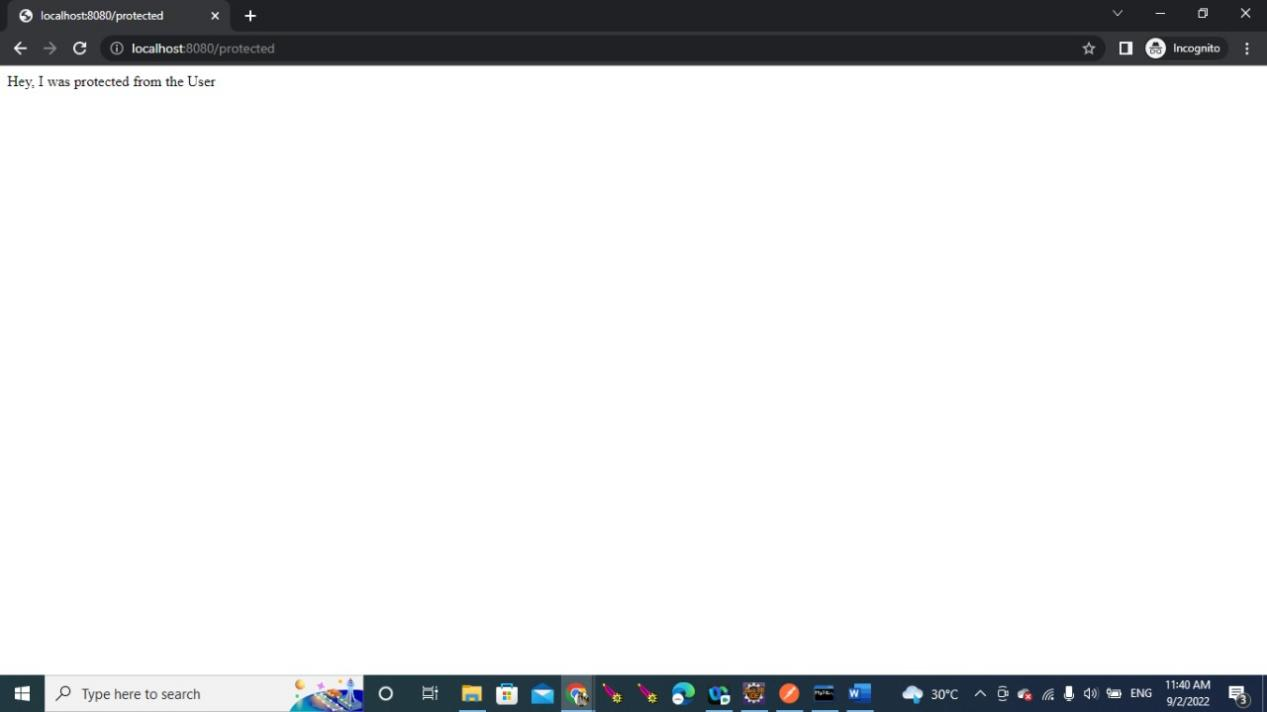 localhost:8080/protected
localhost:8080/protected
Incognito
Hey, I was protected from the User
Type here to search
30°C
ENG
11:40 AM
9/2/2022
3